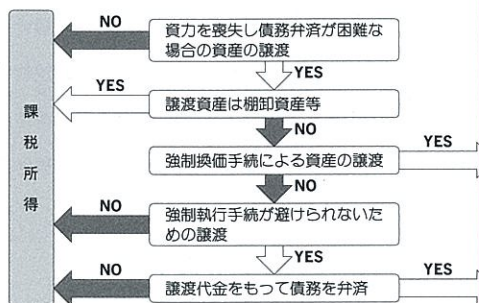 NO
資力を喪失し債務弁済が困難な
場合の資産の譲渡
YES
YES
譲渡資産は棚卸資産等
NO
YES
強制換価手続による資産の譲渡
NO
NO
強制執行手続が避けられないた
めの譲渡
YES
NO
YES
譲渡代金をもって債務を弁済
課税所得